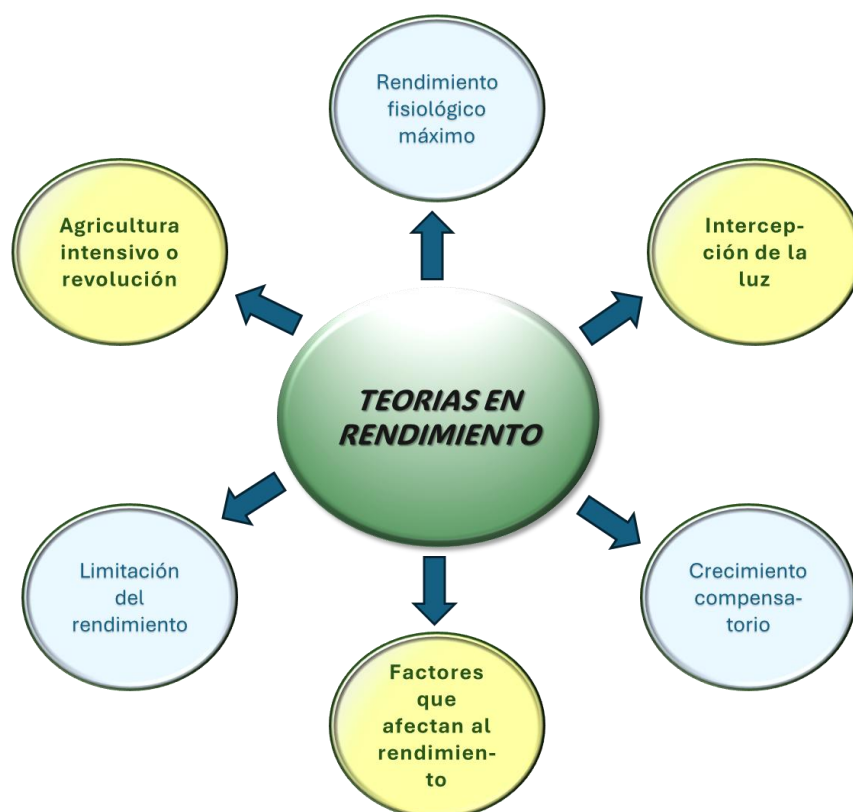 Rendimiento
fisiológico
máximo
Agricultura
intensivo o
revolución
Intercep-
ción de la
luz
TEORIAS EN
RENDIMIENTO
Limitación
del
rendimiento
Crecimiento
compensa-
torio
Factores
que
afectan al
rendimien-
to